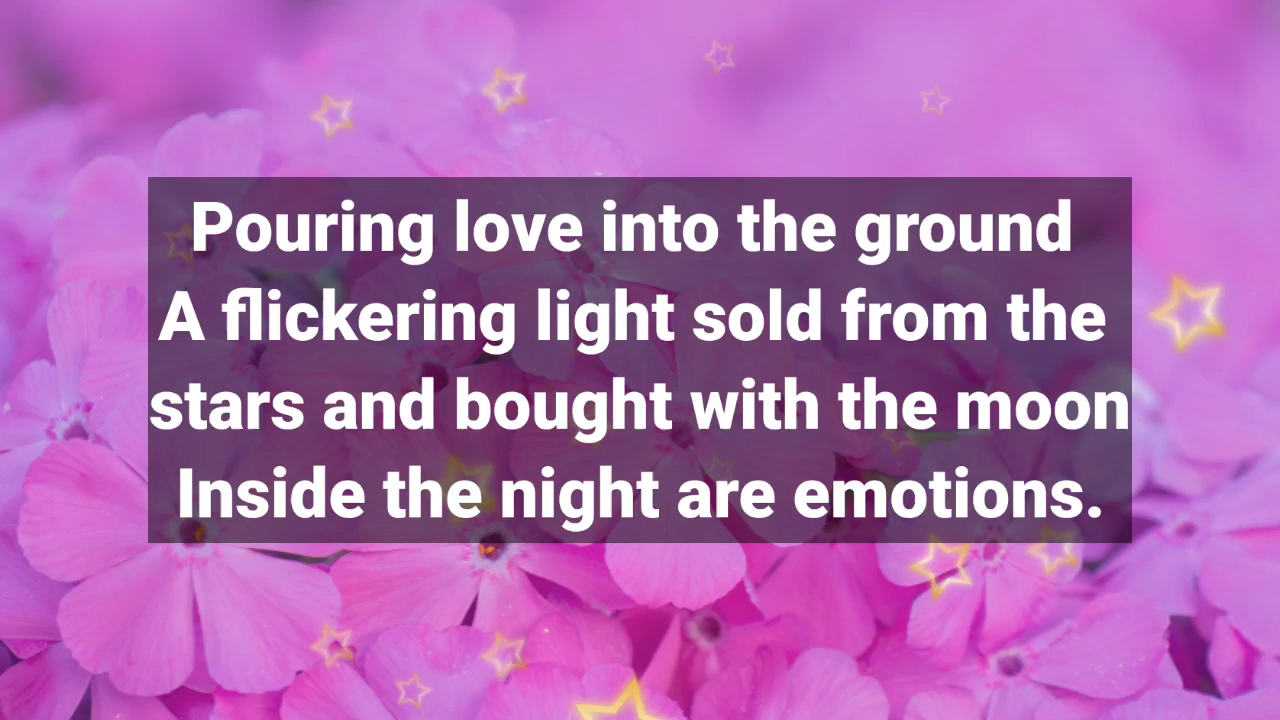 Pouring love into the ground
A flickering light sold from the
stars and bought with the moon
Inside the night are emotions.